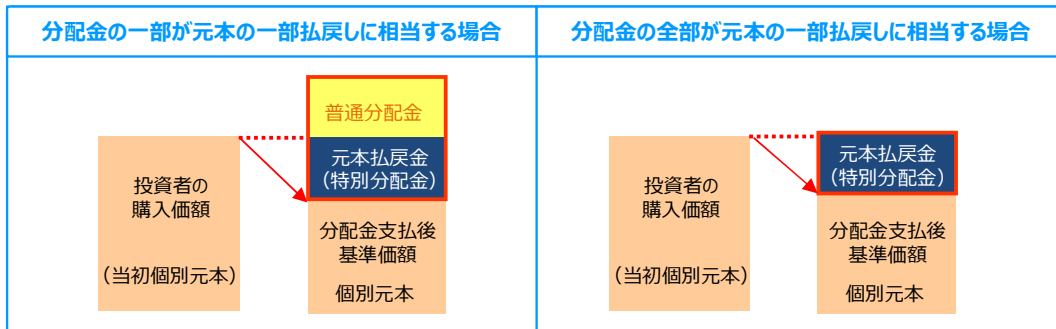 分配金の一部が元本の一部払戻しに相当する場合
普通分配金
元本払戻金
(特別分配金)
投資者の
購入価額
(当初個別元本)
分配金支払後
基準価額
個別元本
分配金の全部が元本の一部払戻しに相当する場合
元本払戻金
(特別分配金)
投資者の
購入価額
(当初個別元本)
分配金支払後
基準価額
個別元本